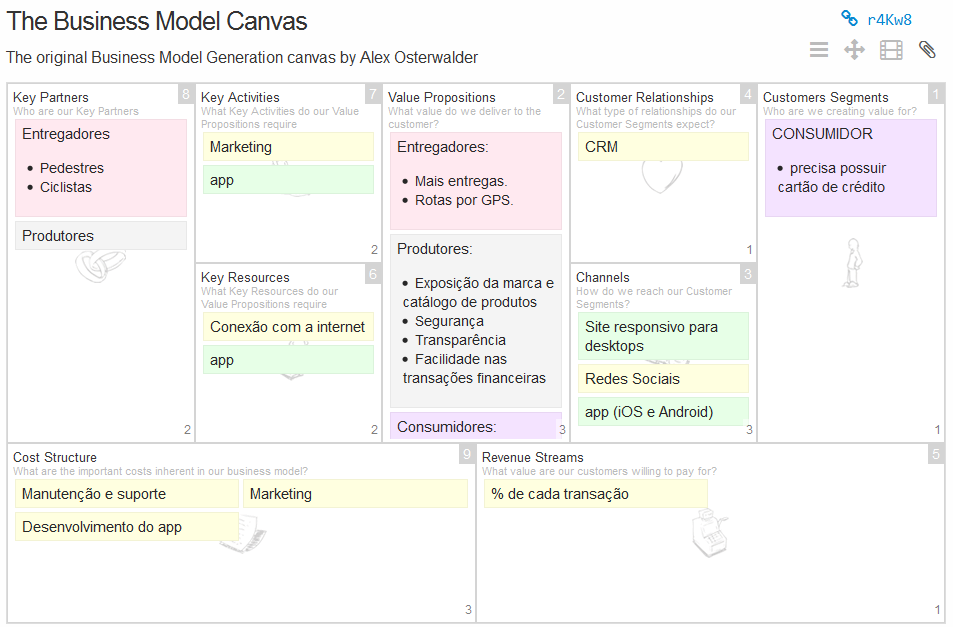 The Business Model Canvas
r4Kw8
The original Business Model Generation canvas by Alex Osterwalder
Key Partners
8
Who are our Key Partners
Entregadores
• Pedestres
• Ciclistas
Produtores
2
Key Activities
7
What Key Activities do our Value
Propositions require
Marketing
app
2
Key Resources
6
What Key Resources do our
Value Propositions require
Conexão com a internet
app
2
Value Propositions
2
What value do we deliver to the
customer?
Entregadores:
• Mais entregas.
• Rotas por GPS.
Produtores:
• Exposição da marca e
catálogo de produtos
• Segurança
• Transparência
• Facilidade nas
transações financeiras
Consumidores:
3
Customer Relationships
4
What type of relationships do our
Customer Segments expect?
CRM
1
Channels
3
How do we reach our Customer
Segments?
Site responsivo para
desktops
Redes Sociais
app (iOS e Android)
3
Customers Segments
1
Who are we creating value for?
CONSUMIDOR
• precisa possuir
cartão de crédito
1
Cost Structure
9
What are the important costs inherent in our business model?
Manutenção e suporte
Marketing
Desenvolvimento do app
3
Revenue Streams
5
What value are our customers willing to pay for?
% de cada transação
1